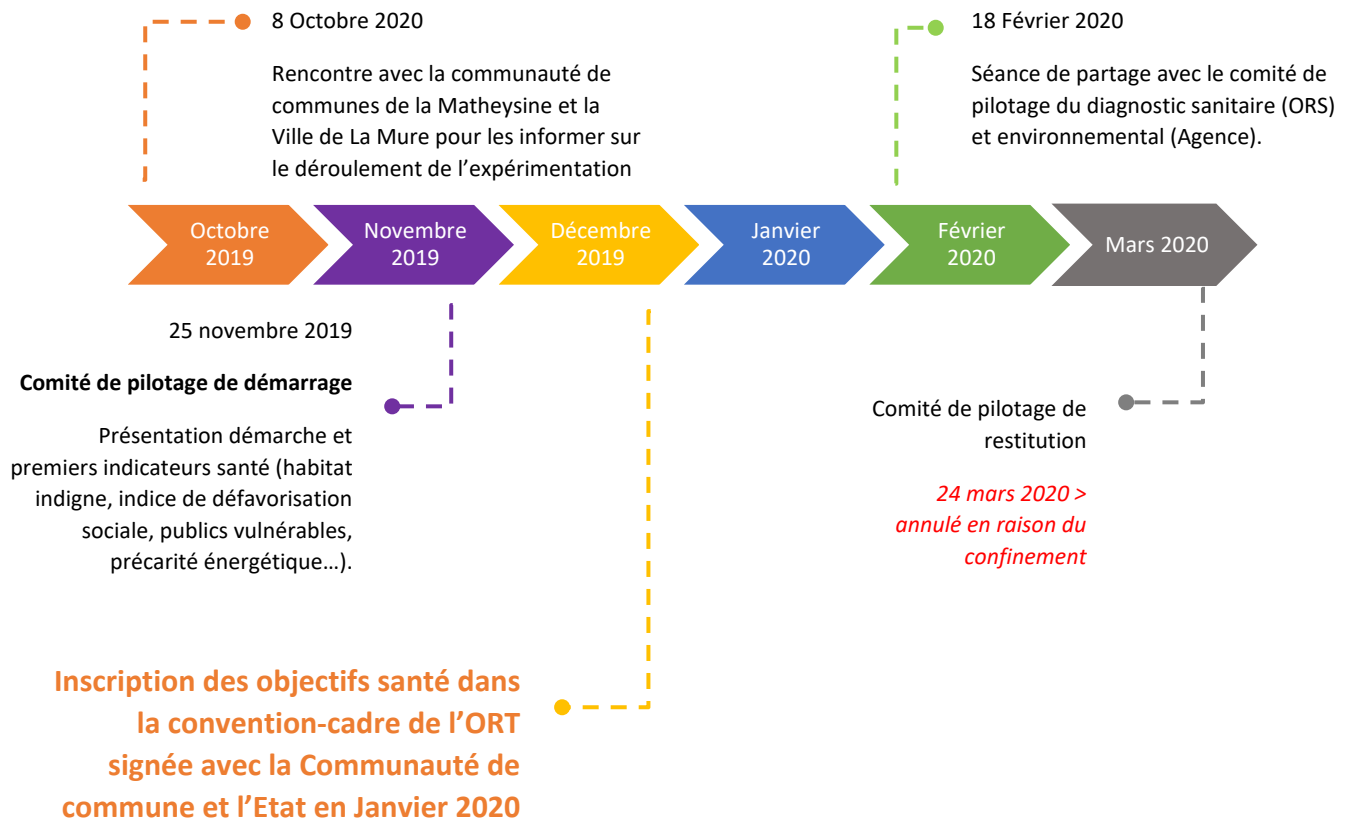 8 Octobre 2020
Rencontre avec la communauté de
communes de la Matheysine et la
Ville de La Mure pour les informer sur
le déroulement de l’expérimentation
18 Février 2020
Séance de partage avec le comité de
pilotage du diagnostic sanitaire (ORS)
et environnemental (Agence).
Octobre
2019
Novembre
2019
Décembre
2019
Janvier
2020
Février
2020
Mars 2020
25 novembre 2019
Comité de pilotage de démarrage
Présentation démarche et
premiers indicateurs santé (habitat
indigne, indice de défavorisation
sociale, publics vulnérables,
précarité énergétique…).
Comité de pilotage de
restitution
24 mars 2020 >
annulé en raison du
confinement
Inscription des objectifs santé dans
la convention-cadre de l’ORT
signée avec la Communauté de
commune et l’Etat en Janvier 2020